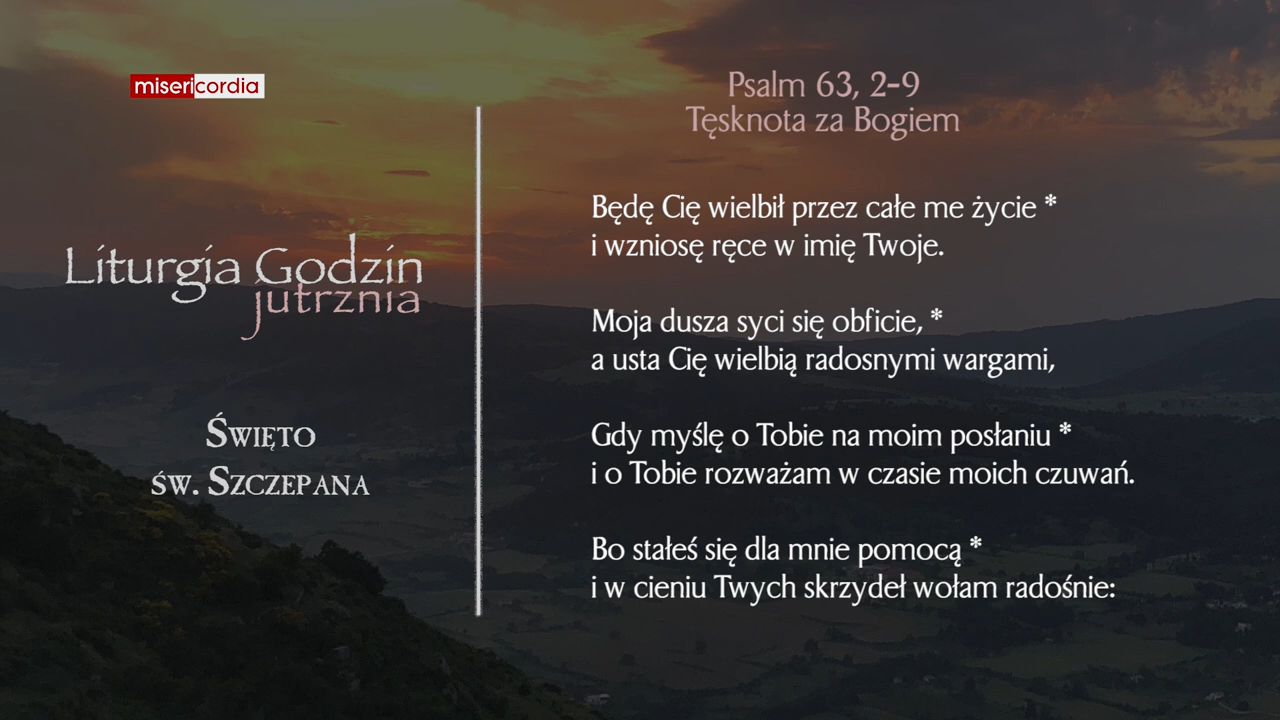 misericordia
Liturgia Godzin
jutrznia
Święto
św. Szczepana
Psalm 63, 2-9
Tęsknota za Bogiem
Będę Cię wielbił przez całe me życie *
i wzniosę ręce w imię Twoje.
Moja dusza syci się obficie, *
a usta Cię wielbią radosnymi wargami,
Gdy myślę o Tobie na moim posłaniu *
i o Tobie rozważam w czasie moich czuwań.
Bo stałeś się dla mnie pomocą *
i w cieniu Twych skrzydeł wołam radośnie: